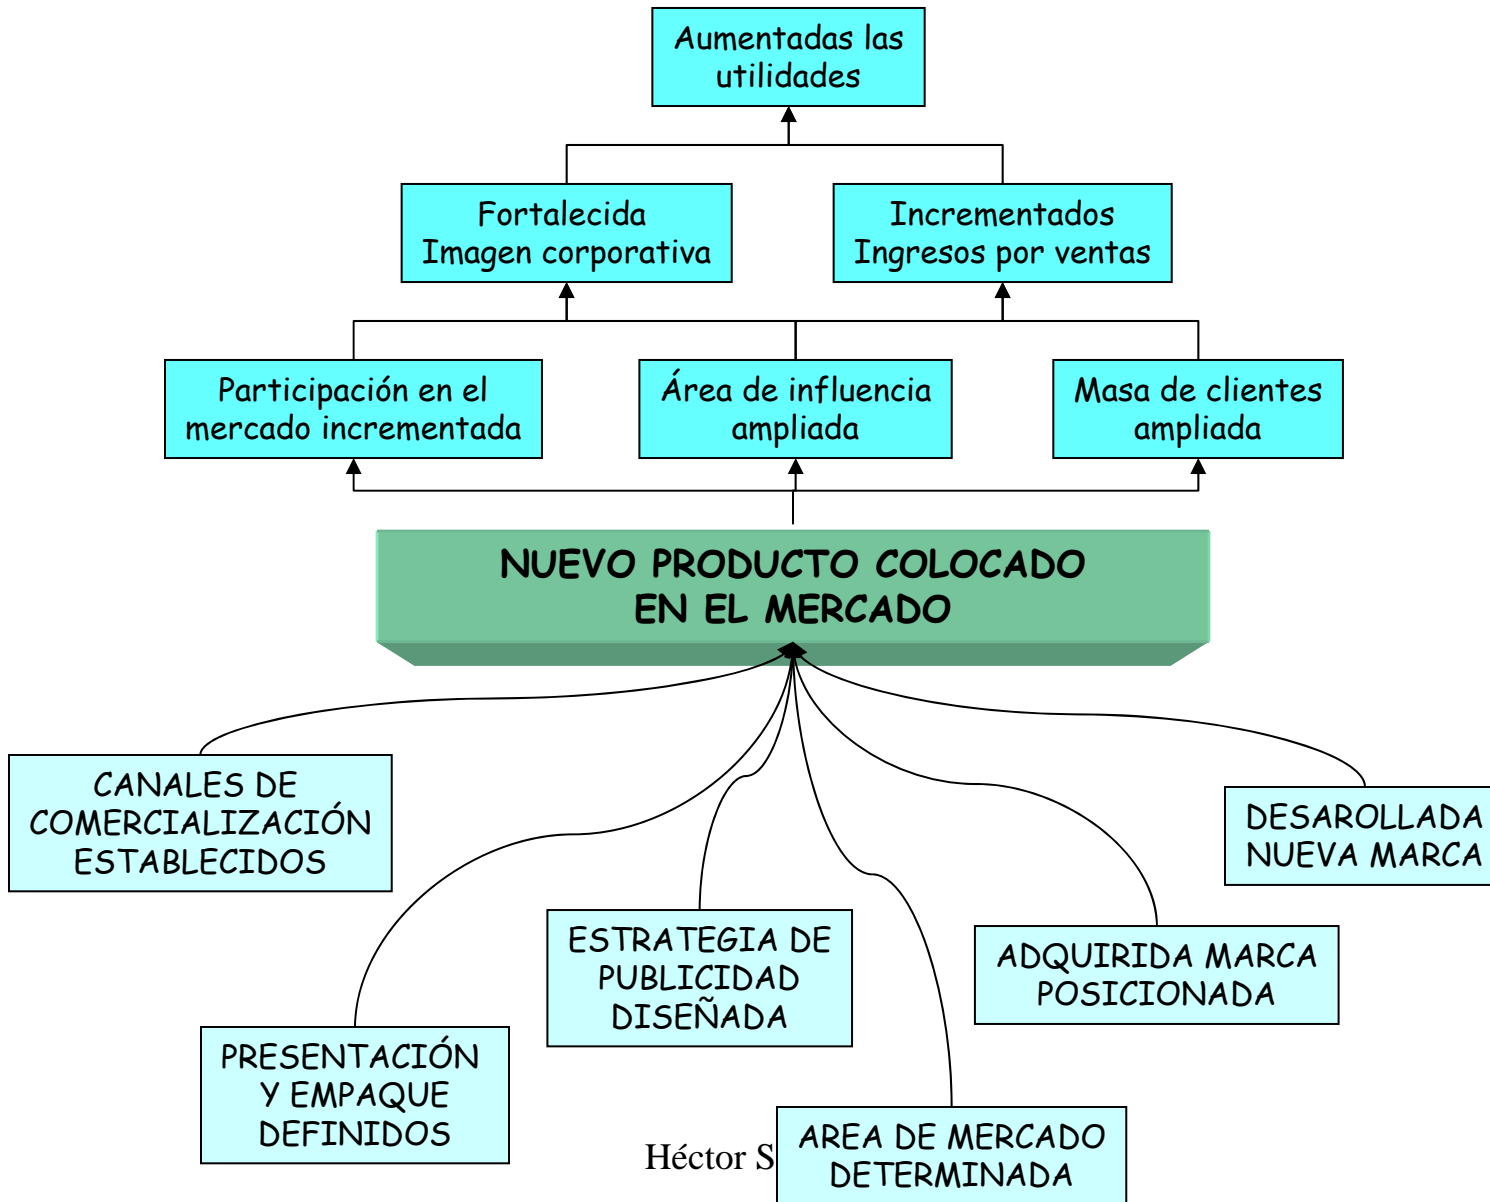 Aumentadas las
utilidades
Fortalecida
Imagen corporativa
Incrementados
Ingresos por ventas
Participación en el
mercado incrementada
Área de influencia
ampliada
Masa de clientes
ampliada
NUEVO PRODUCTO COLOCADO
EN EL MERCADO
CANALES DE
COMERCIALIZACIÓN
ESTABLECIDOS
DESAROLLADA
NUEVA MARCA
ESTRATEGIA DE
PUBLICIDAD
DISEÑADA
ADQUIRIDA MARCA
POSICIONADA
PRESENTACIÓN
Y EMPAQUE
DEFINIDOS
AREA DE MERCADO
DETERMINADA
Héctor S